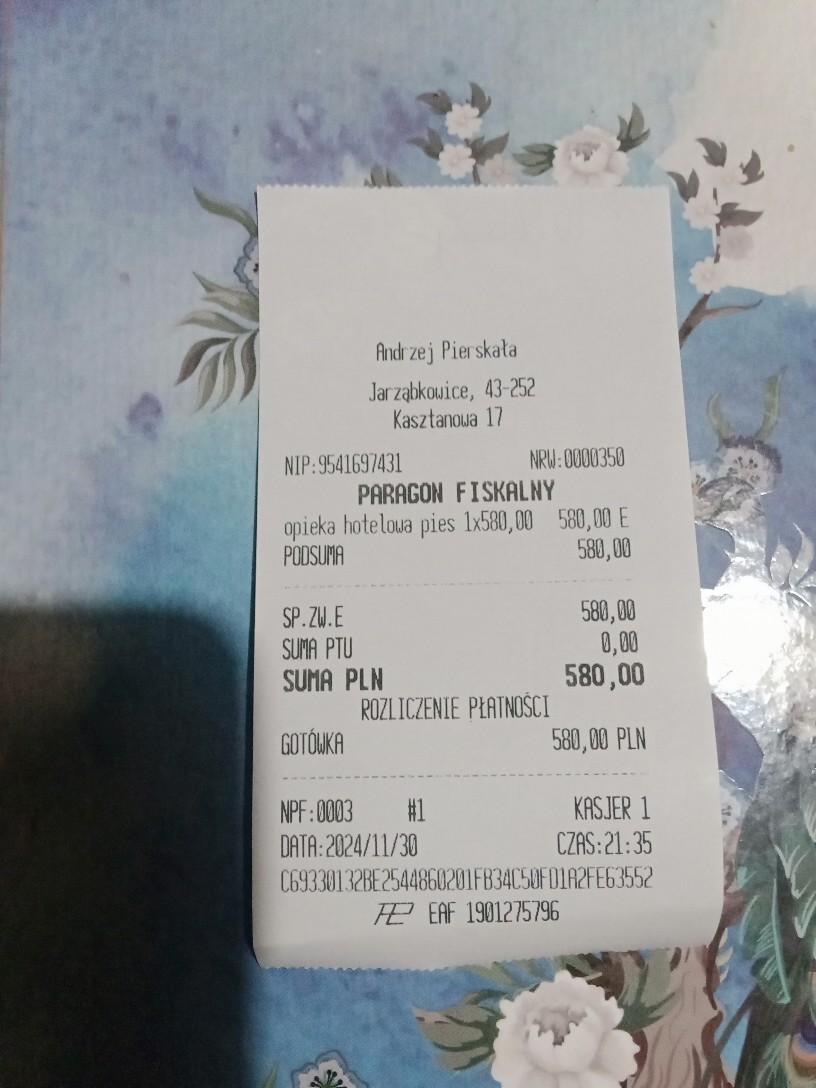 Andrzej Pierskała
Jarząbkowice, 43-252
Kasztanowa 17
NIP:9541697431 NRW:0000350
PARAGON FISKALNY
opieka hotelowa pies 1x580,00 580,00 E
PODSUMA 580,00
SP.ZW.E 580,00
SUMA PTU 0,00
SUMA PLN 580,00
ROZLICZENIE PŁATNOŚCI
GOTÓWKA 580,00 PLN
NPF:0003 #1 KASJER 1
DATA:2024/11/30 CZAS:21:35
C69330132BE2544860201FB34C50FD1A2FE63552
EAF 1901275796